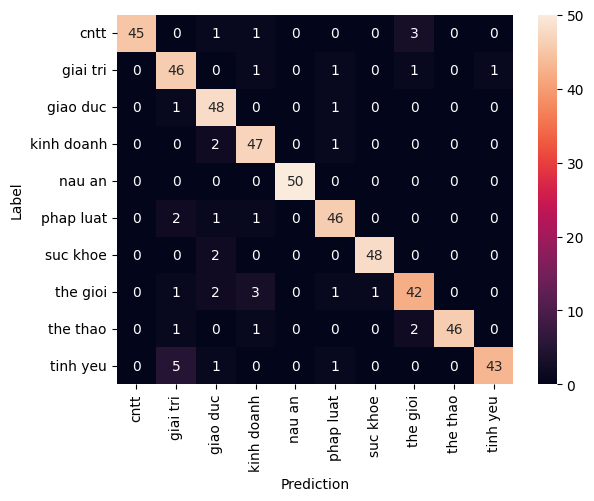 cntt 45 0 1 1 0 0 0 3 0 0
giai tri 0 46 0 1 0 1 0 1 0 1
giao duc 0 1 48 0 0 1 0 0 0 0
kinh doanh 0 0 2 47 0 1 0 0 0 0
nau an 0 0 0 0 50 0 0 0 0 0
phap luat 0 2 1 1 0 46 0 0 0 0
suc khoe 0 0 2 0 0 0 48 0 0 0
the gioi 0 1 2 3 0 1 1 42 0 0
the thao 0 1 0 1 0 0 0 2 46 0
tinh yeu 0 5 1 0 0 1 0 0 0 43
Label
cntt
giai tri
giao duc
kinh doanh
nau an
phap luat
suc khoe
the gioi
the thao
tinh yeu
Prediction
50
40
30
20
10
0